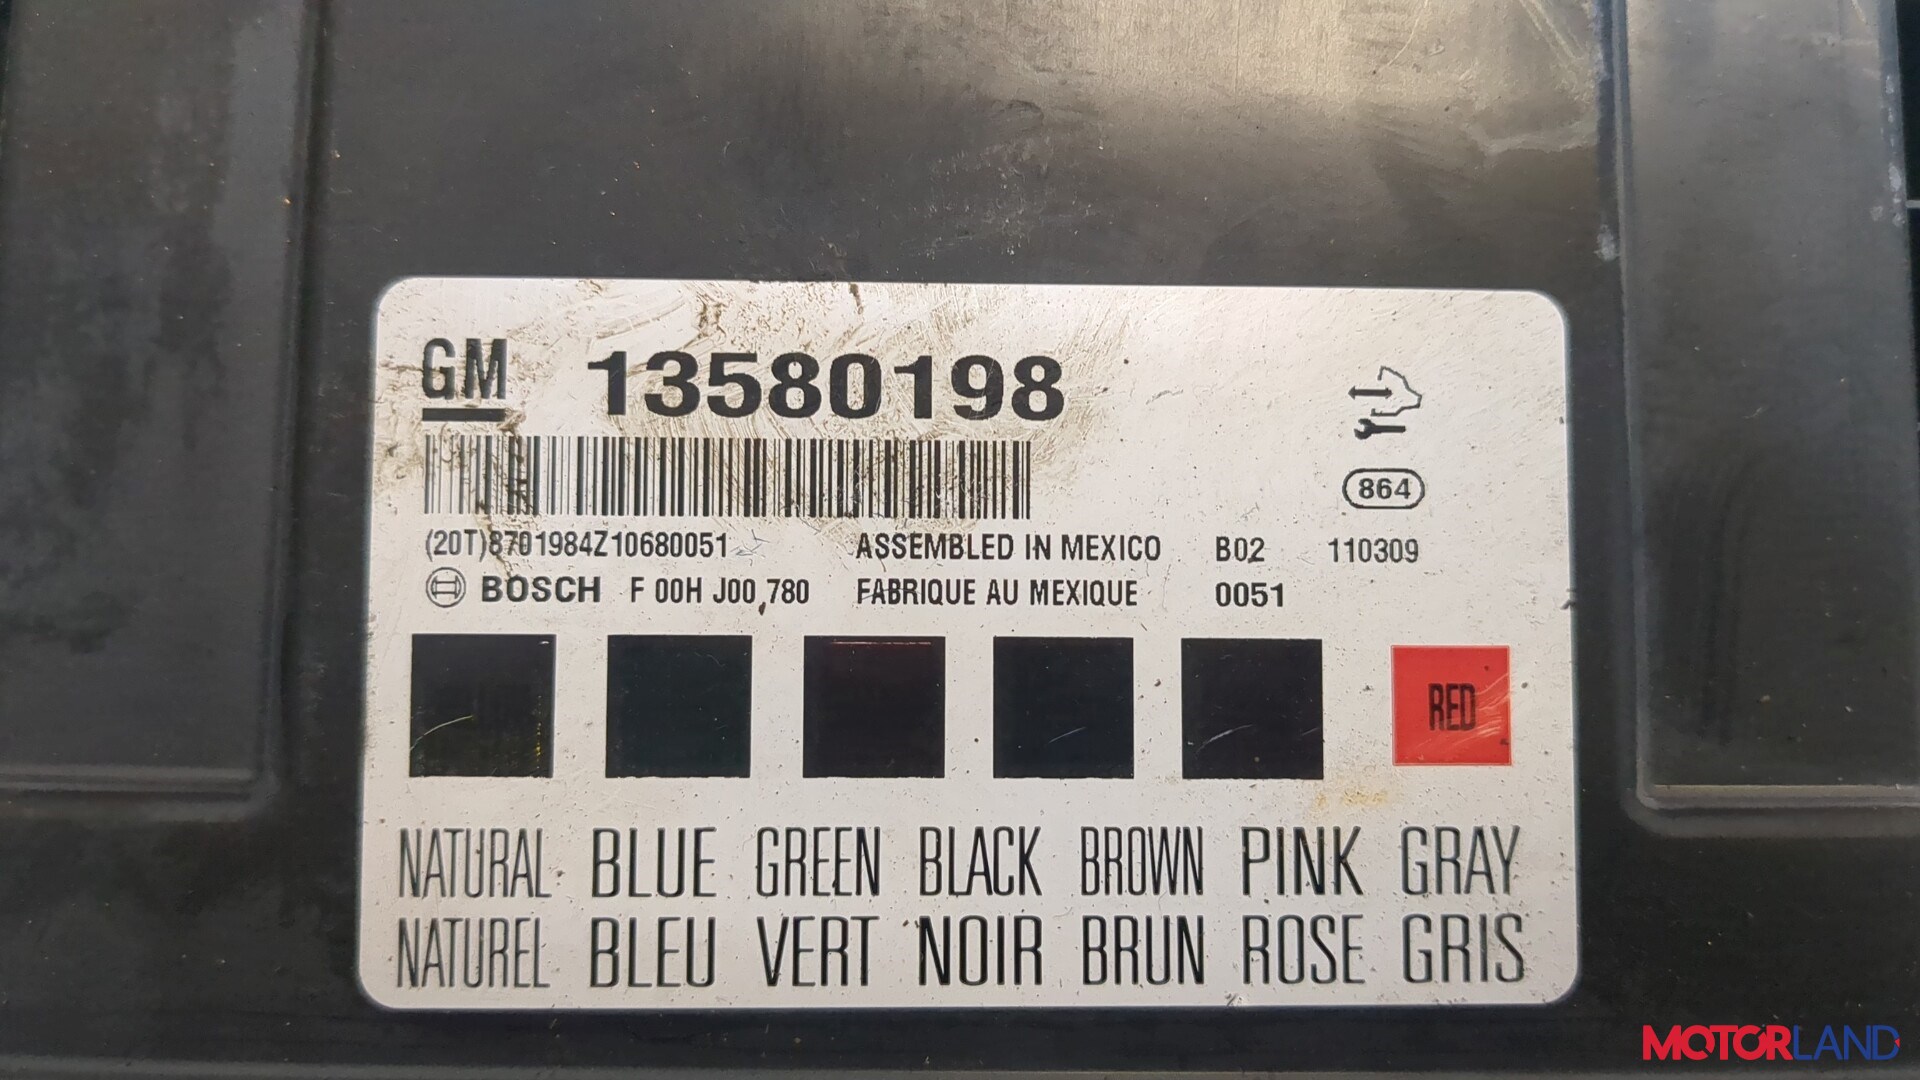 GM 13580198
864
(20T)8701984Z10680051 ASSEMBLED IN MEXICO B02 110309
BOSCH F 00H J00 780 FABRIQUE AU MEXIQUE 0051
RED
NATURAL BLUE GREEN BLACK BROWN PINK GRAY
NATUREL BLEU VERT NOIR BRUN ROSE GRIS
MOTORLAND